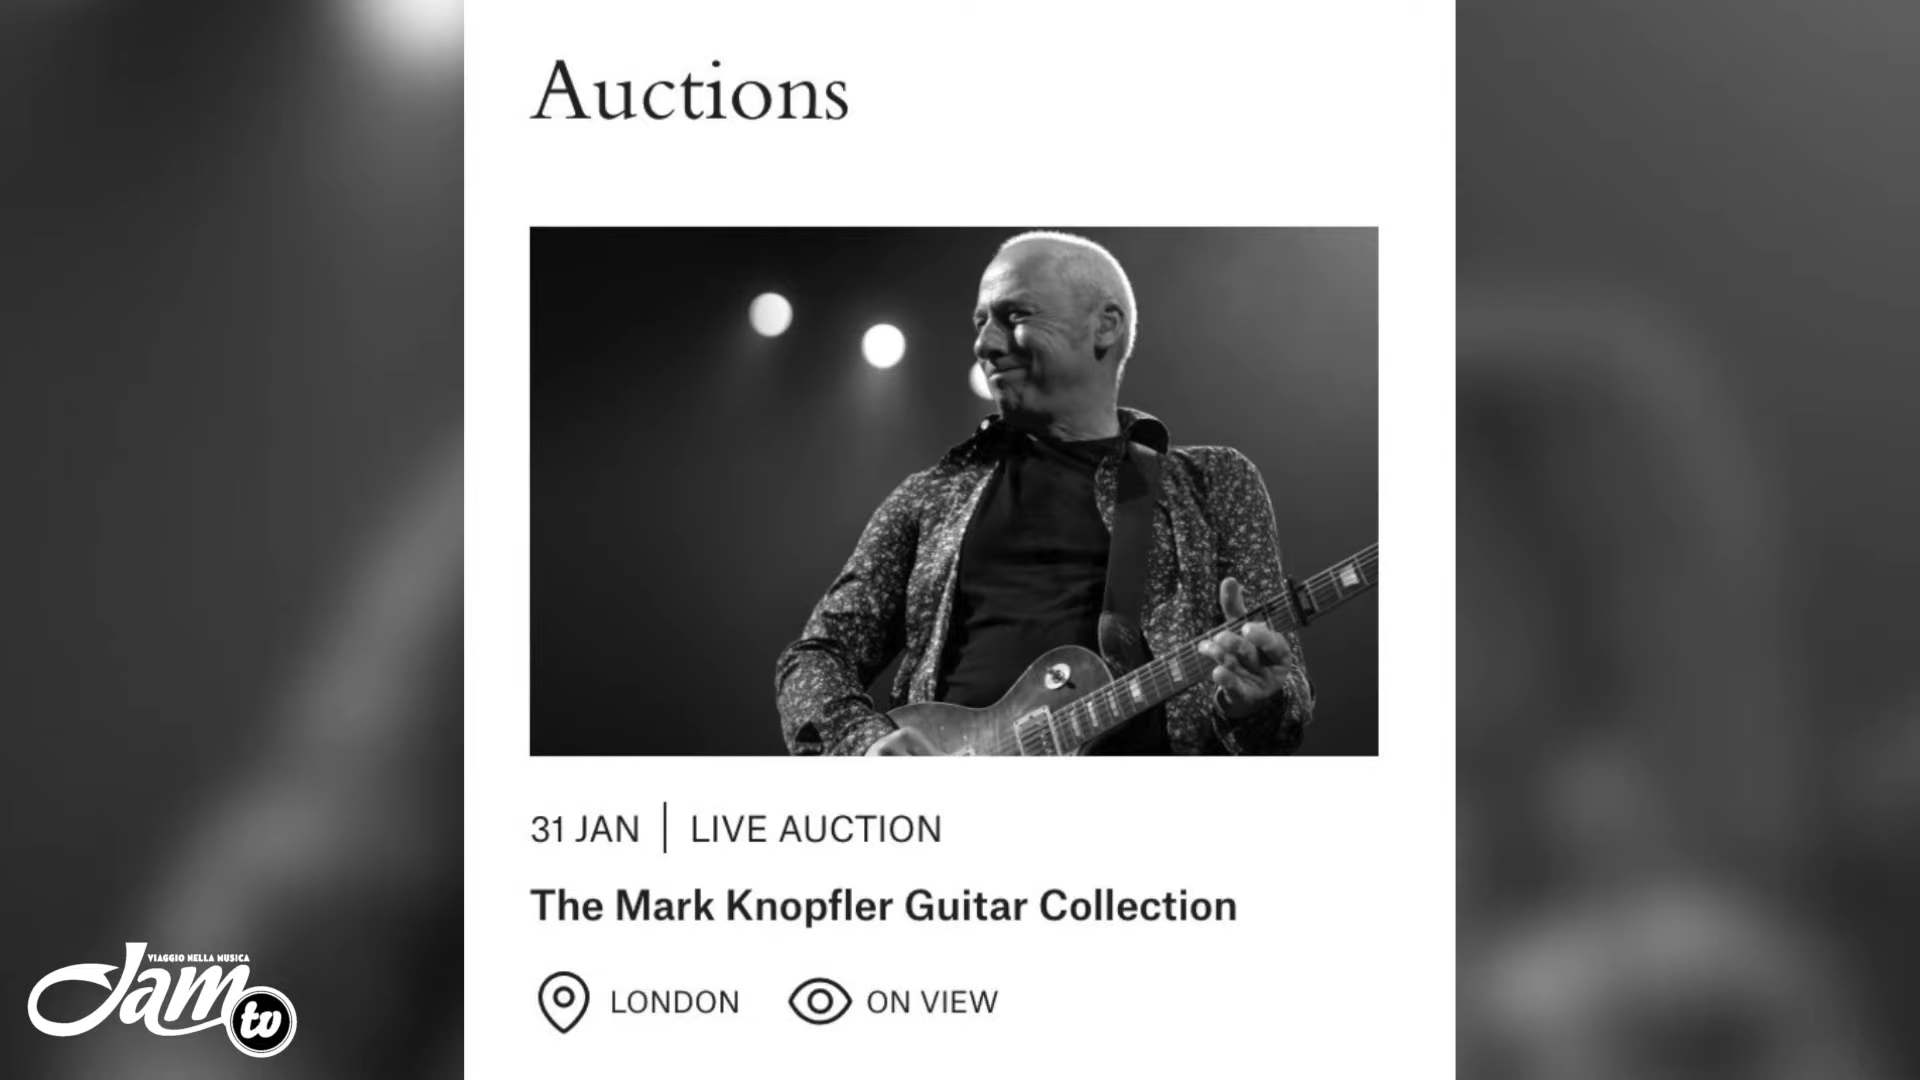 Auctions
31 JAN | LIVE AUCTION
The Mark Knopfler Guitar Collection
LONDON ON VIEW
VIAGGIO NELLA MUSICA
Jam tv